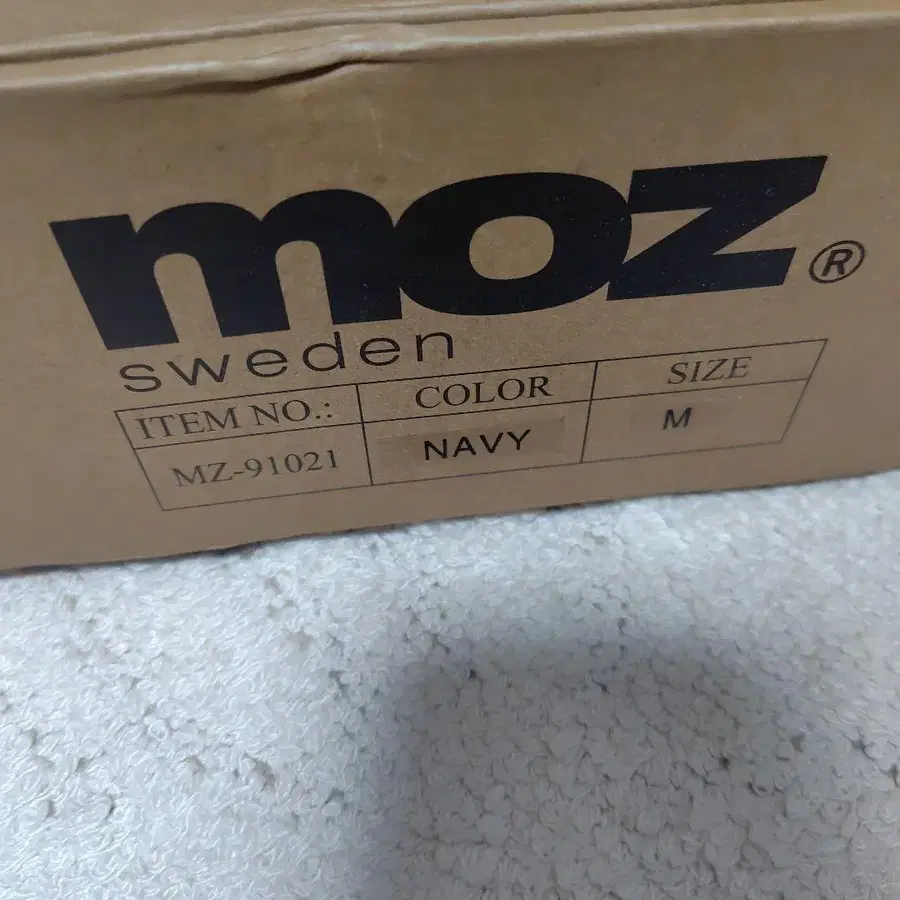 moz®
sweden
ITEM NO.: COLOR SIZE
MZ-91021 NAVY M